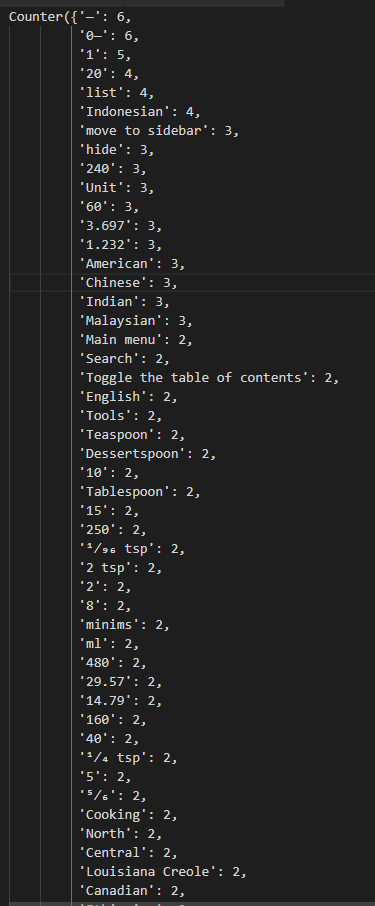 Counter({'—': 6,
'0—': 6,
'1': 5,
'20': 4,
'list': 4,
'Indonesian': 4,
'move to sidebar': 3,
'hide': 3,
'240': 3,
'Unit': 3,
'60': 3,
'3.697': 3,
'1.232': 3,
'American': 3,
'Chinese': 3,
'Indian': 3,
'Malaysian': 3,
'Main menu': 2,
'Search': 2,
'Toggle the table of contents': 2,
'English': 2,
'Tools': 2,
'Teaspoon': 2,
'Dessertspoon': 2,
'10': 2,
'Tablespoon': 2,
'15': 2,
'250': 2,
'¹/₉₆ tsp': 2,
'2 tsp': 2,
'2': 2,
'8': 2,
'minims': 2,
'ml': 2,
'480': 2,
'29.57': 2,
'14.79': 2,
'160': 2,
'40': 2,
'¹/₄ tsp': 2,
'5': 2,
'⁵/₆': 2,
'Cooking': 2,
'North': 2,
'Central': 2,
'Louisiana Creole': 2,
'Canadian': 2,